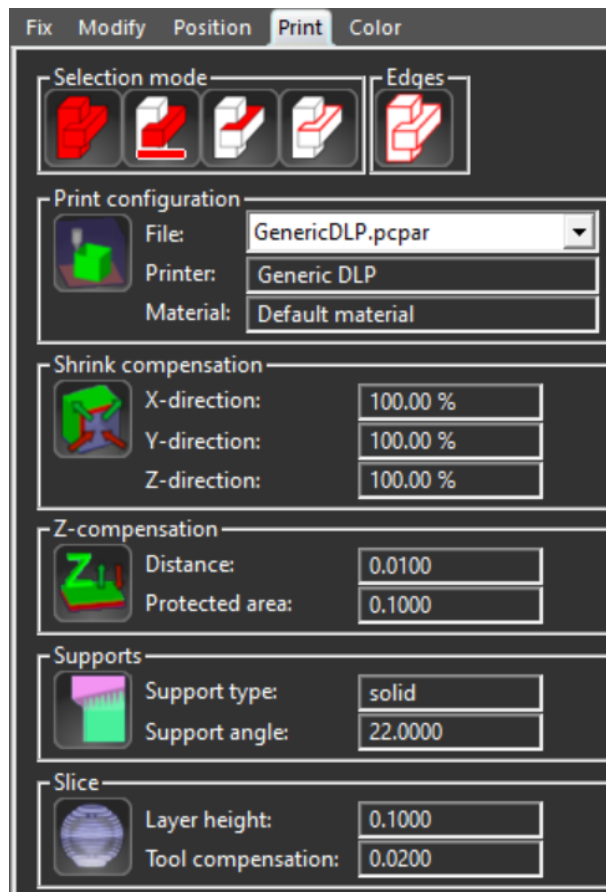 Fix Modify Position Print Color
Selection mode Edges
Print configuration
File: GenericDLP.pcpar
Printer: Generic DLP
Material: Default material
Shrink compensation
X-direction: 100.00 %
Y-direction: 100.00 %
Z-direction: 100.00 %
Z-compensation
Z
Distance: 0.0100
Protected area: 0.1000
Supports
Support type: solid
Support angle: 22.0000
Slice
Layer height: 0.1000
Tool compensation: 0.0200